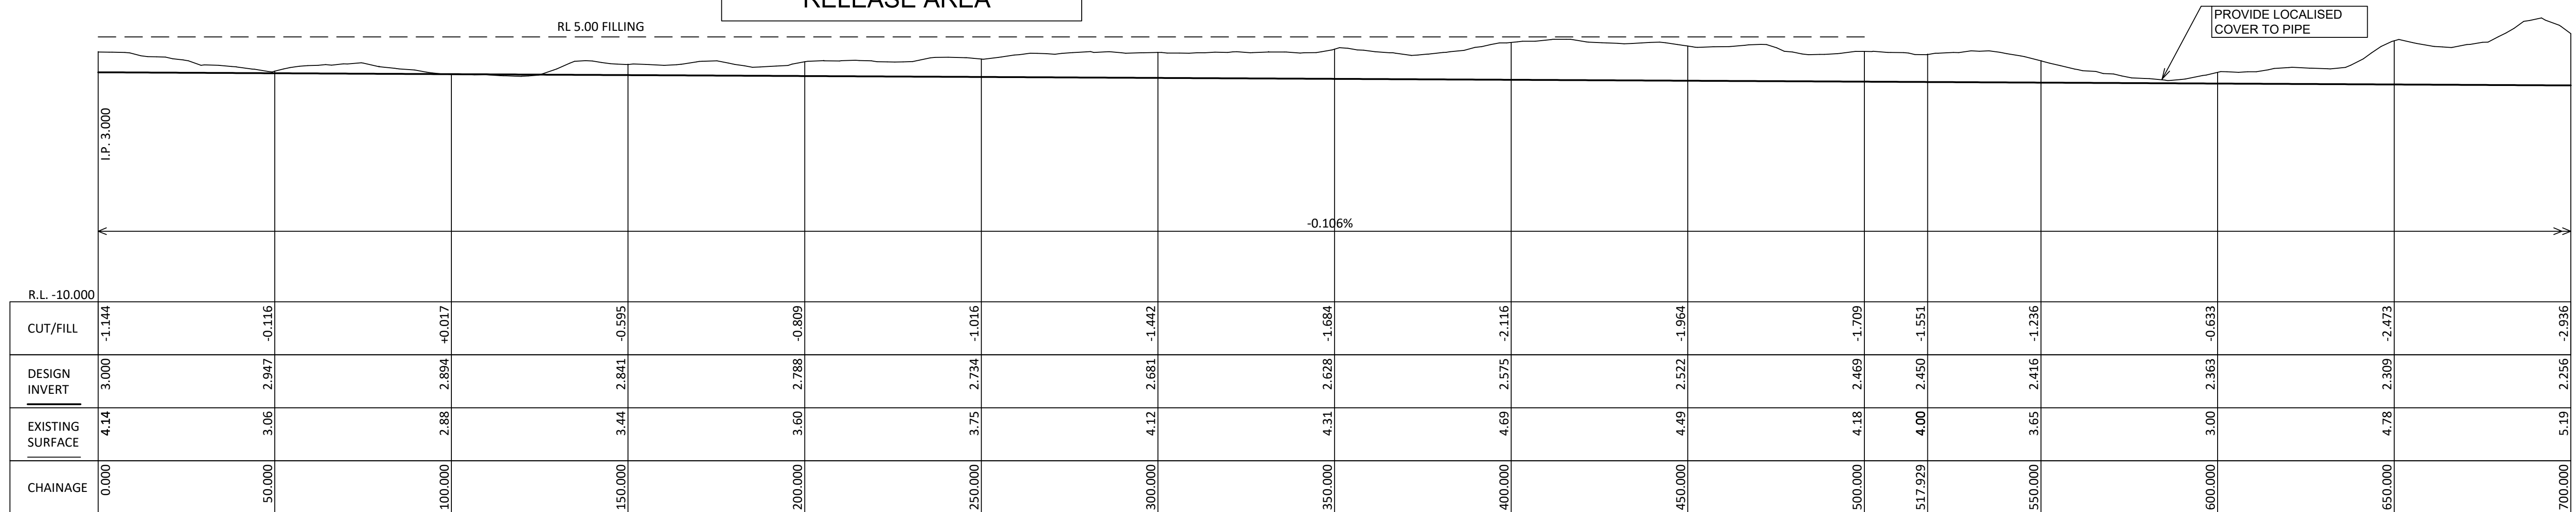 RELEASE AREA
RL 5.00 FILLING
PROVIDE LOCALISED
COVER TO PIPE
I.P. 3.000
-0.106%
R.L. -10.000
CUT/FILL -1.144 -0.116 +0.017 -0.595 -0.809 -1.016 -1.442 -1.684 -2.116 -1.964 -1.709 -1.551 -1.236 -0.633 -2.473 -2.936
DESIGN
INVERT
3.000 2.947 2.894 2.841 2.788 2.734 2.681 2.628 2.575 2.522 2.469 2.450 2.416 2.363 2.309 2.256
EXISTING
SURFACE
4.14 3.06 2.88 3.44 3.60 3.75 4.12 4.31 4.69 4.49 4.18 4.00 3.65 3.00 4.78 5.19
CHAINAGE 0.000 50.000 100.000 150.000 200.000 250.000 300.000 350.000 400.000 450.000 500.000 517.929 550.000 600.000 650.000 700.000